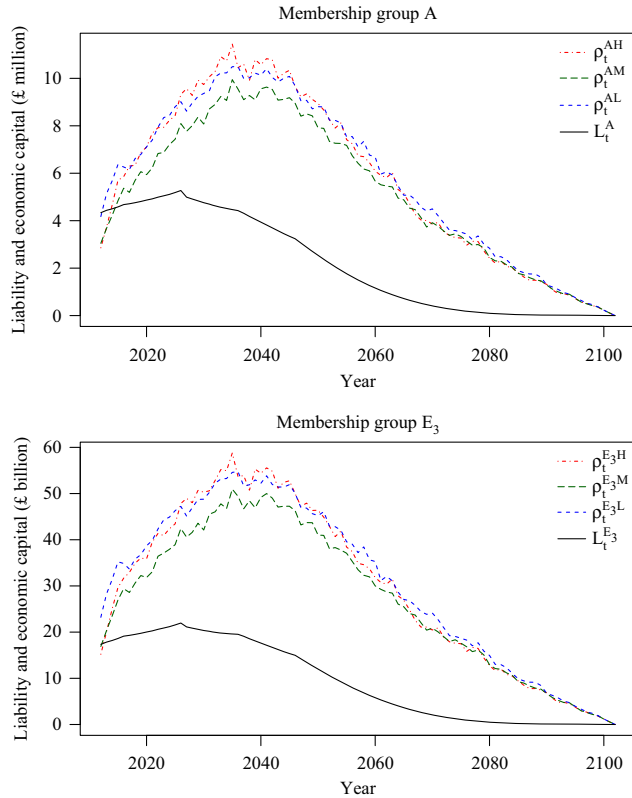 Membership group A
Liability and economic capital (£ million)
10
8
6
4
2
0
ρ_t^AH
ρ_t^AM
ρ_t^AL
L_t^A
2020 2040 2060 2080 2100
Year
Membership group E₃
Liability and economic capital (£ billion)
60
50
40
30
20
10
0
ρ_t^E₃H
ρ_t^E₃M
ρ_t^E₃L
L_t^E₃
2020 2040 2060 2080 2100
Year